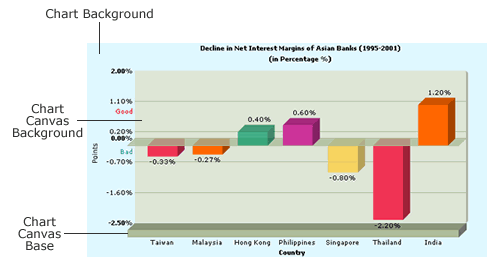 Chart Background
Decline in Net Interest Margins of Asian Banks (1995-2001)
(in Percentage %)
Chart
Canvas
Background
Chart
Canvas
Base
Points
2.00%
1.10%
Good
0.20%
0.00%
Bad
-0.70%
-1.60%
-2.50%
-0.33%
-0.27%
0.40%
0.60%
-0.80%
-2.20%
1.20%
Taiwan Malaysia Hong Kong Philippines Singapore Thailand India
Country